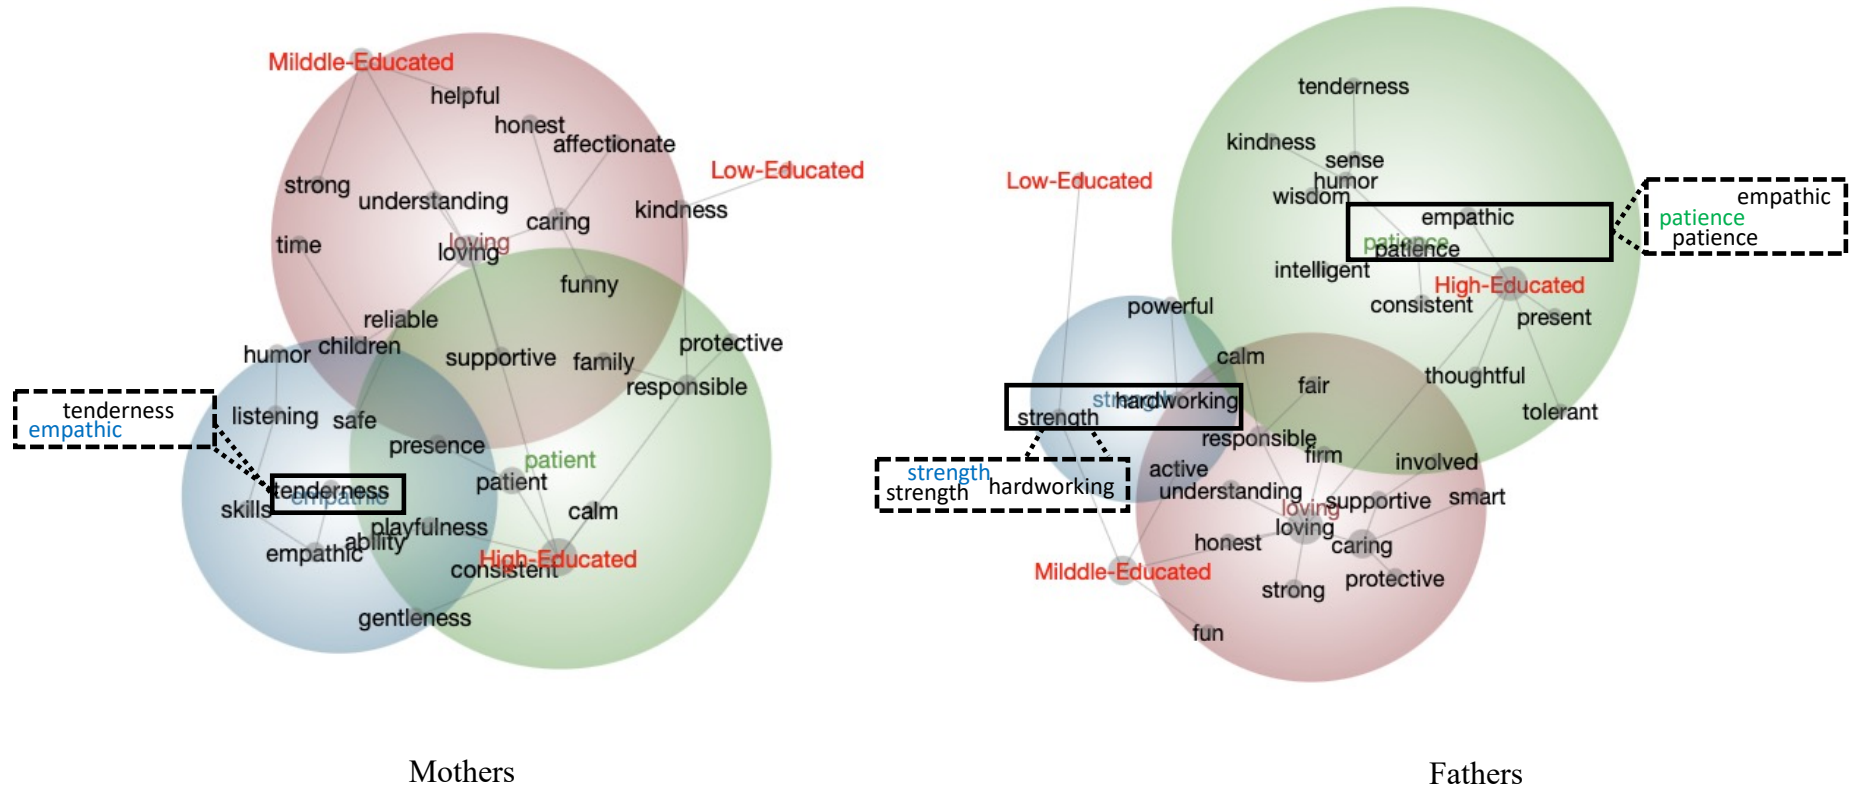 Milddle-Educated
helpful
honest
affectionate
Low-Educated
strong
understanding
kindness
caring
time
loving
loving
funny
reliable
children
humor
supportive
family
protective
responsible
tenderness
empathic
listening
safe
presence
patient
patient
tenderness
empathic
skills
calm
playfulness
ability
empathic
High-Educated
consistent
gentleness
Mothers
tenderness
kindness
sense
humor
wisdom
Low-Educated
empathic
patience
patience
empathic
patience
patience
intelligent
High-Educated
consistent
present
powerful
calm
fair
thoughtful
tolerant
strength
hardworking
strength
responsible
firm
involved
strength
strength
hardworking
active
understanding
supportive
smart
loving
loving
honest
caring
Milddle-Educated
protective
strong
fun
Fathers